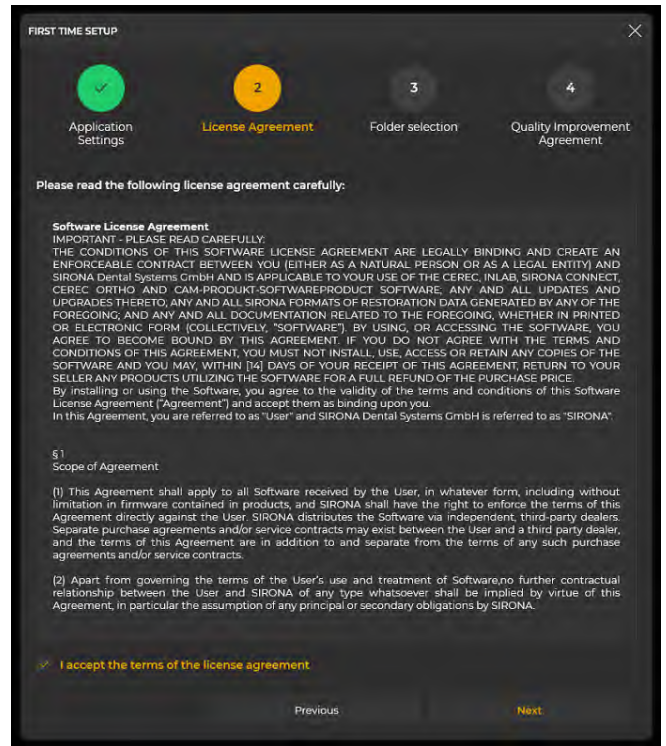 FIRST TIME SETUP
2
3
4
Application
Settings
License Agreement
Folder selection
Quality Improvement
Agreement
Please read the following license agreement carefully:
Software License Agreement
IMPORTANT - PLEASE READ CAREFULLY:
THE CONDITIONS OF THIS SOFTWARE LICENSE AGREEMENT ARE LEGALLY BINDING AND CREATE AN
ENFORCEABLE CONTRACT BETWEEN YOU (EITHER AS A NATURAL PERSON OR AS A LEGAL ENTITY) AND
SIRONA Dental Systems GmbH AND IS APPLICABLE TO YOUR USE OF THE CEREC, INLAB, SIRONA CONNECT,
CEREC ORTHO AND CAM-PRODUKT-SOFTWAREPRODUCT SOFTWARE; ANY AND ALL UPDATES AND
UPGRADES THERETO; ANY AND ALL SIRONA FORMATS OF RESTORATION DATA GENERATED BY ANY OF THE
FOREGOING; AND ANY AND ALL DOCUMENTATION RELATED TO THE FOREGOING, WHETHER IN PRINTED
OR ELECTRONIC FORM (COLLECTIVELY, "SOFTWARE"). BY USING, OR ACCESSING THE SOFTWARE, YOU
AGREE TO BECOME BOUND BY THIS AGREEMENT. IF YOU DO NOT AGREE WITH THE TERMS AND
CONDITIONS OF THIS AGREEMENT, YOU MUST NOT INSTALL, USE, ACCESS OR RETAIN ANY COPIES OF THE
SOFTWARE AND YOU MAY, WITHIN [14] DAYS OF YOUR RECEIPT OF THIS AGREEMENT, RETURN TO YOUR
SELLER ANY PRODUCTS UTILIZING THE SOFTWARE FOR A FULL REFUND OF THE PURCHASE PRICE.
By installing or using the Software, you agree to the validity of the terms and conditions of this Software
License Agreement ("Agreement") and accept them as binding upon you.
In this Agreement, you are referred to as "User" and SIRONA Dental Systems GmbH is referred to as "SIRONA".
§ 1
Scope of Agreement
(1) This Agreement shall apply to all Software received by the User, in whatever form, including without
limitation in firmware contained in products, and SIRONA shall have the right to enforce the terms of this
Agreement directly against the User. SIRONA distributes the Software via independent, third-party dealers.
Separate purchase agreements and/or service contracts may exist between the User and a third party dealer,
and the terms of this Agreement are in addition to and separate from the terms of any such purchase
agreements and/or service contracts.
(2) Apart from governing the terms of the User's use and treatment of Software,no further contractual
relationship between the User and SIRONA of any type whatsoever shall be implied by virtue of this
Agreement, in particular the assumption of any principal or secondary obligations by SIRONA.
I accept the terms of the license agreement
Previous
Next